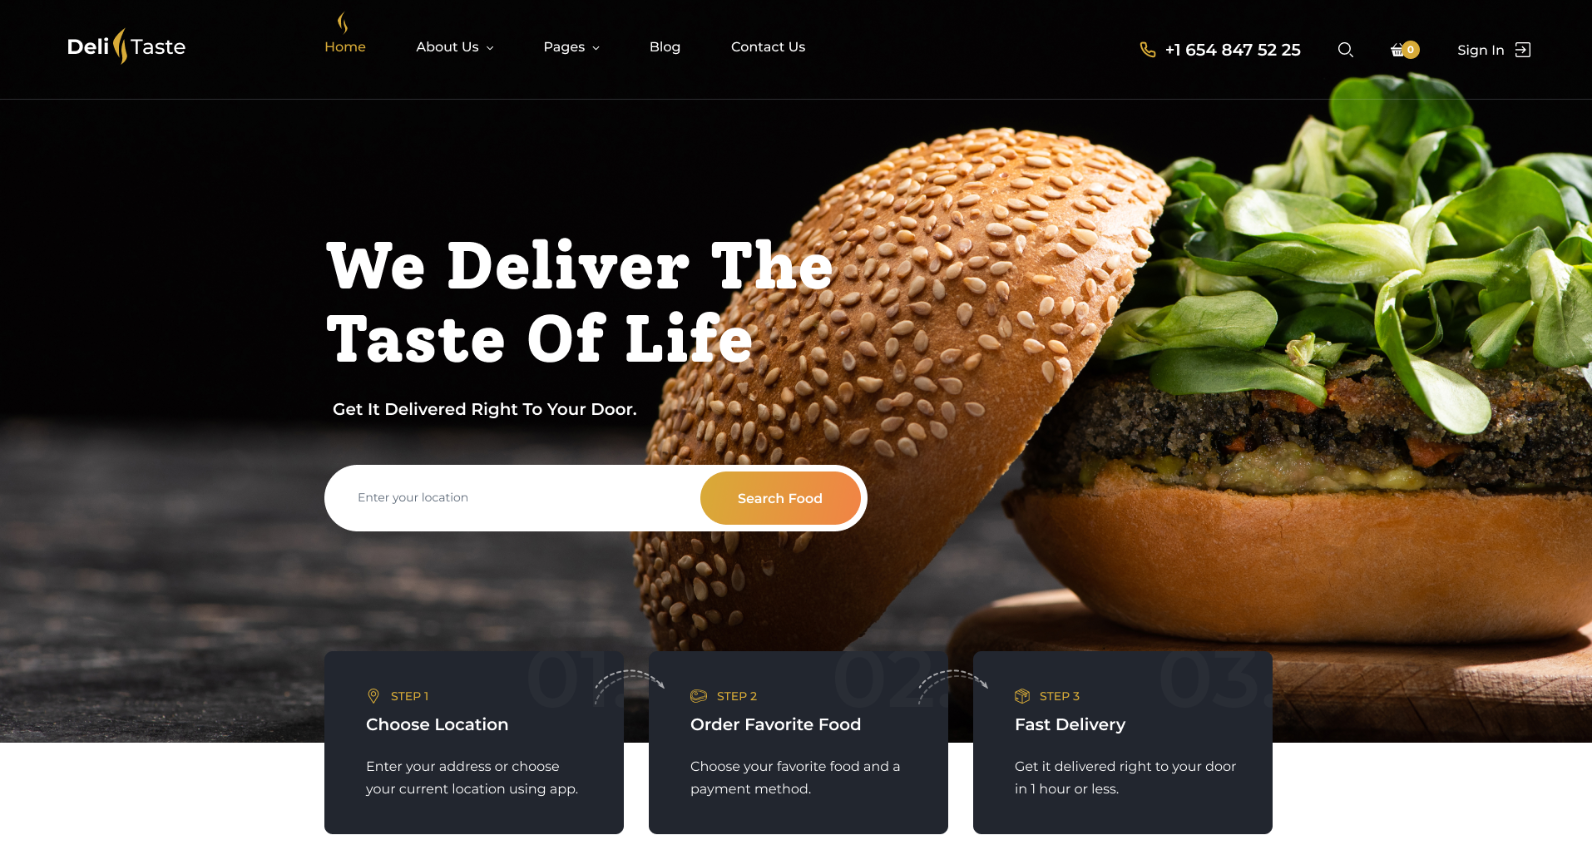 Deli Taste
Home
About Us
Pages
Blog
Contact Us
+1 654 847 52 25
0
Sign In
We Deliver The
Taste Of Life
Get It Delivered Right To Your Door.
Enter your location
Search Food
01.
STEP 1
Choose Location
Enter your address or choose
your current location using app.
02.
STEP 2
Order Favorite Food
Choose your favorite food and a
payment method.
03.
STEP 3
Fast Delivery
Get it delivered right to your door
in 1 hour or less.